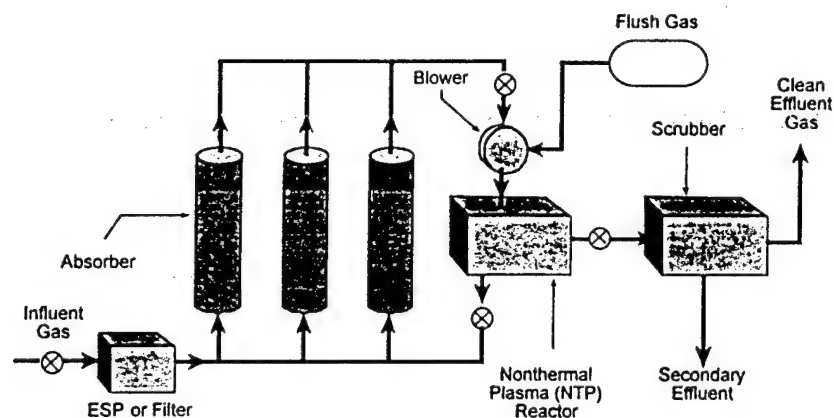 Flush Gas
Blower
Clean
Effluent
Gas
Scrubber
Absorber
Influent
Gas
ESP or Filter
Nonthermal
Plasma (NTP)
Reactor
Secondary
Effluent